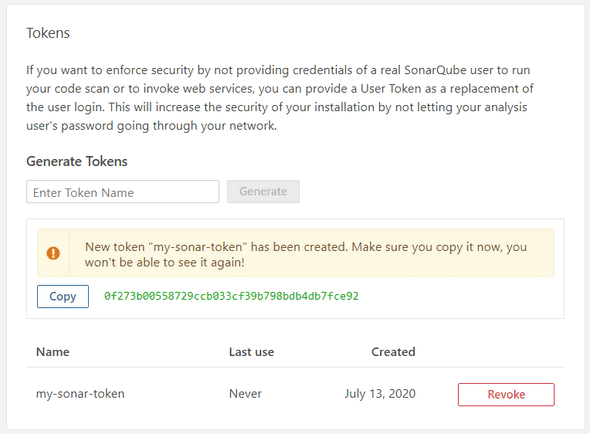 Tokens
If you want to enforce security by not providing credentials of a real SonarQube user to run
your code scan or to invoke web services, you can provide a User Token as a replacement of
the user login. This will increase the security of your installation by not letting your analysis
user's password going through your network.
Generate Tokens
Enter Token Name
Generate
New token "my-sonar-token" has been created. Make sure you copy it now, you
won't be able to see it again!
Copy 0f273b00558729ccb033cf39b798bdb4db7fce92
Name Last use Created
my-sonar-token Never July 13, 2020 Revoke